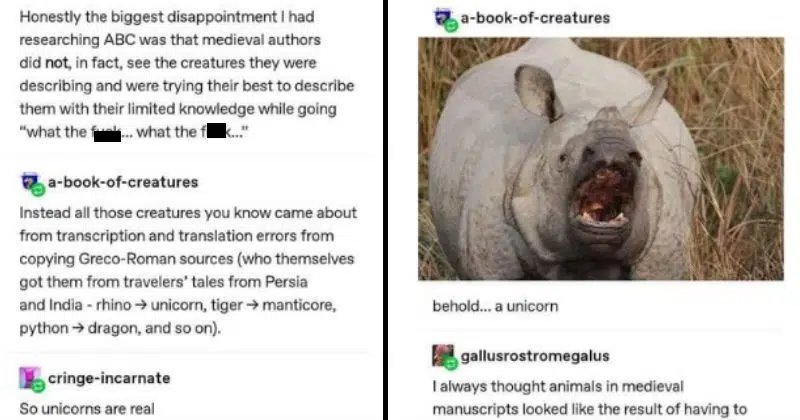 Honestly the biggest disappointment I had
researching ABC was that medieval authors
did not, in fact, see the creatures they were
describing and were trying their best to describe
them with their limited knowledge while going
"what the ... what the ..."
a-book-of-creatures
Instead all those creatures you know came about
from transcription and translation errors from
copying Greco-Roman sources (who themselves
got them from travelers' tales from Persia
and India - rhino → unicorn, tiger → manticore,
python → dragon, and so on).
cringe-incarnate
So unicorns are real
a-book-of-creatures
behold... a unicorn
gallusrostromegalus
I always thought animals in medieval
manuscripts looked like the result of having to